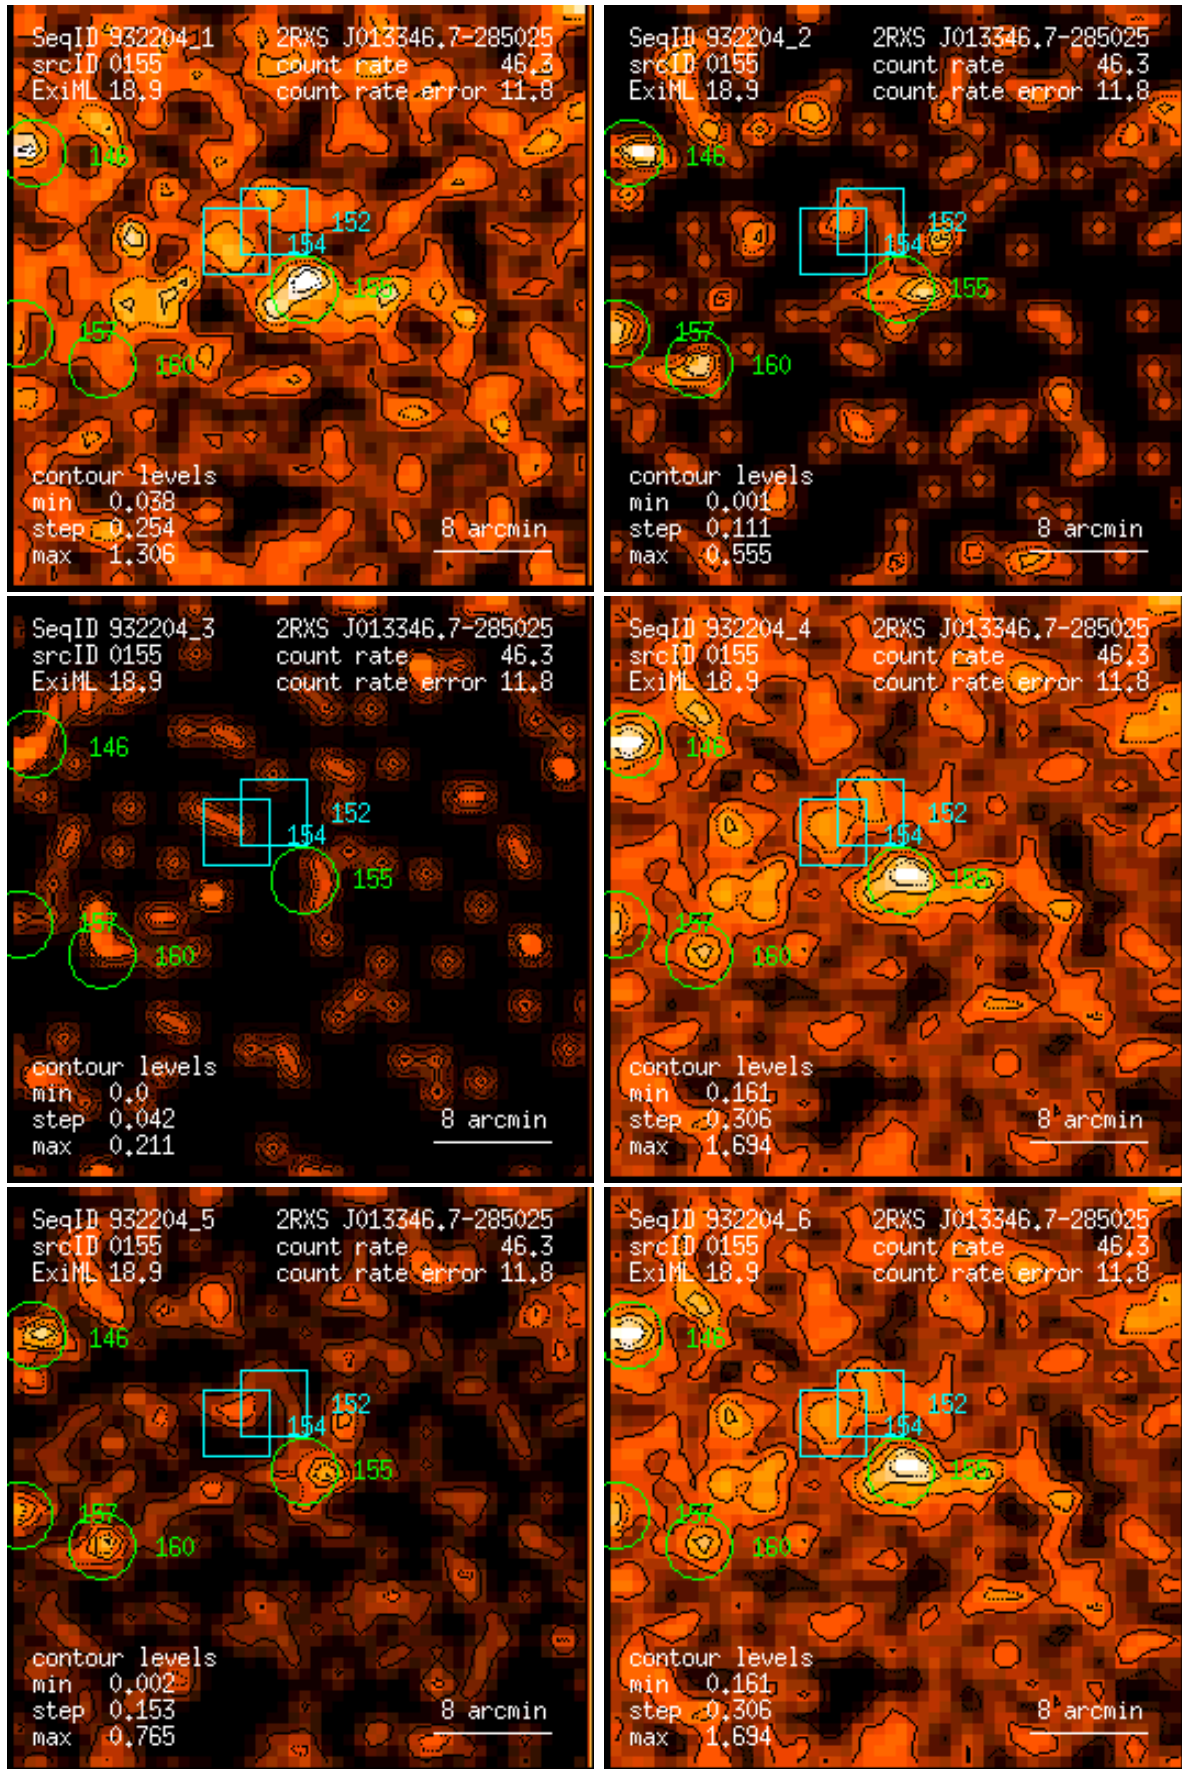 SeqID 932204_1 2RXS J013346.7-285025
srcID 0155 count rate 46.3
ExiML 18.9 count rate error 11.8
146
152
154
155
157
160
contour levels
min 0.038
step 0.254 8 arcmin
max 1.306
SeqID 932204_2 2RXS J013346.7-285025
srcID 0155 count rate 46.3
ExiML 18.9 count rate error 11.8
146
152
154
155
157
160
contour levels
min 0.001
step 0.111 8 arcmin
max 0.555
SeqID 932204_3 2RXS J013346.7-285025
srcID 0155 count rate 46.3
ExiML 18.9 count rate error 11.8
146
152
154
155
157
160
contour levels
min 0.0
step 0.042 8 arcmin
max 0.211
SeqID 932204_4 2RXS J013346.7-285025
srcID 0155 count rate 46.3
ExiML 18.9 count rate error 11.8
146
152
154
155
157
160
contour levels
min 0.161
step 0.306 8 arcmin
max 1.694
SeqID 932204_5 2RXS J013346.7-285025
srcID 0155 count rate 46.3
ExiML 18.9 count rate error 11.8
146
152
154
155
157
160
contour levels
min 0.002
step 0.153 8 arcmin
max 0.765
SeqID 932204_6 2RXS J013346.7-285025
srcID 0155 count rate 46.3
ExiML 18.9 count rate error 11.8
146
152
154
155
157
160
contour levels
min 0.161
step 0.306 8 arcmin
max 1.694